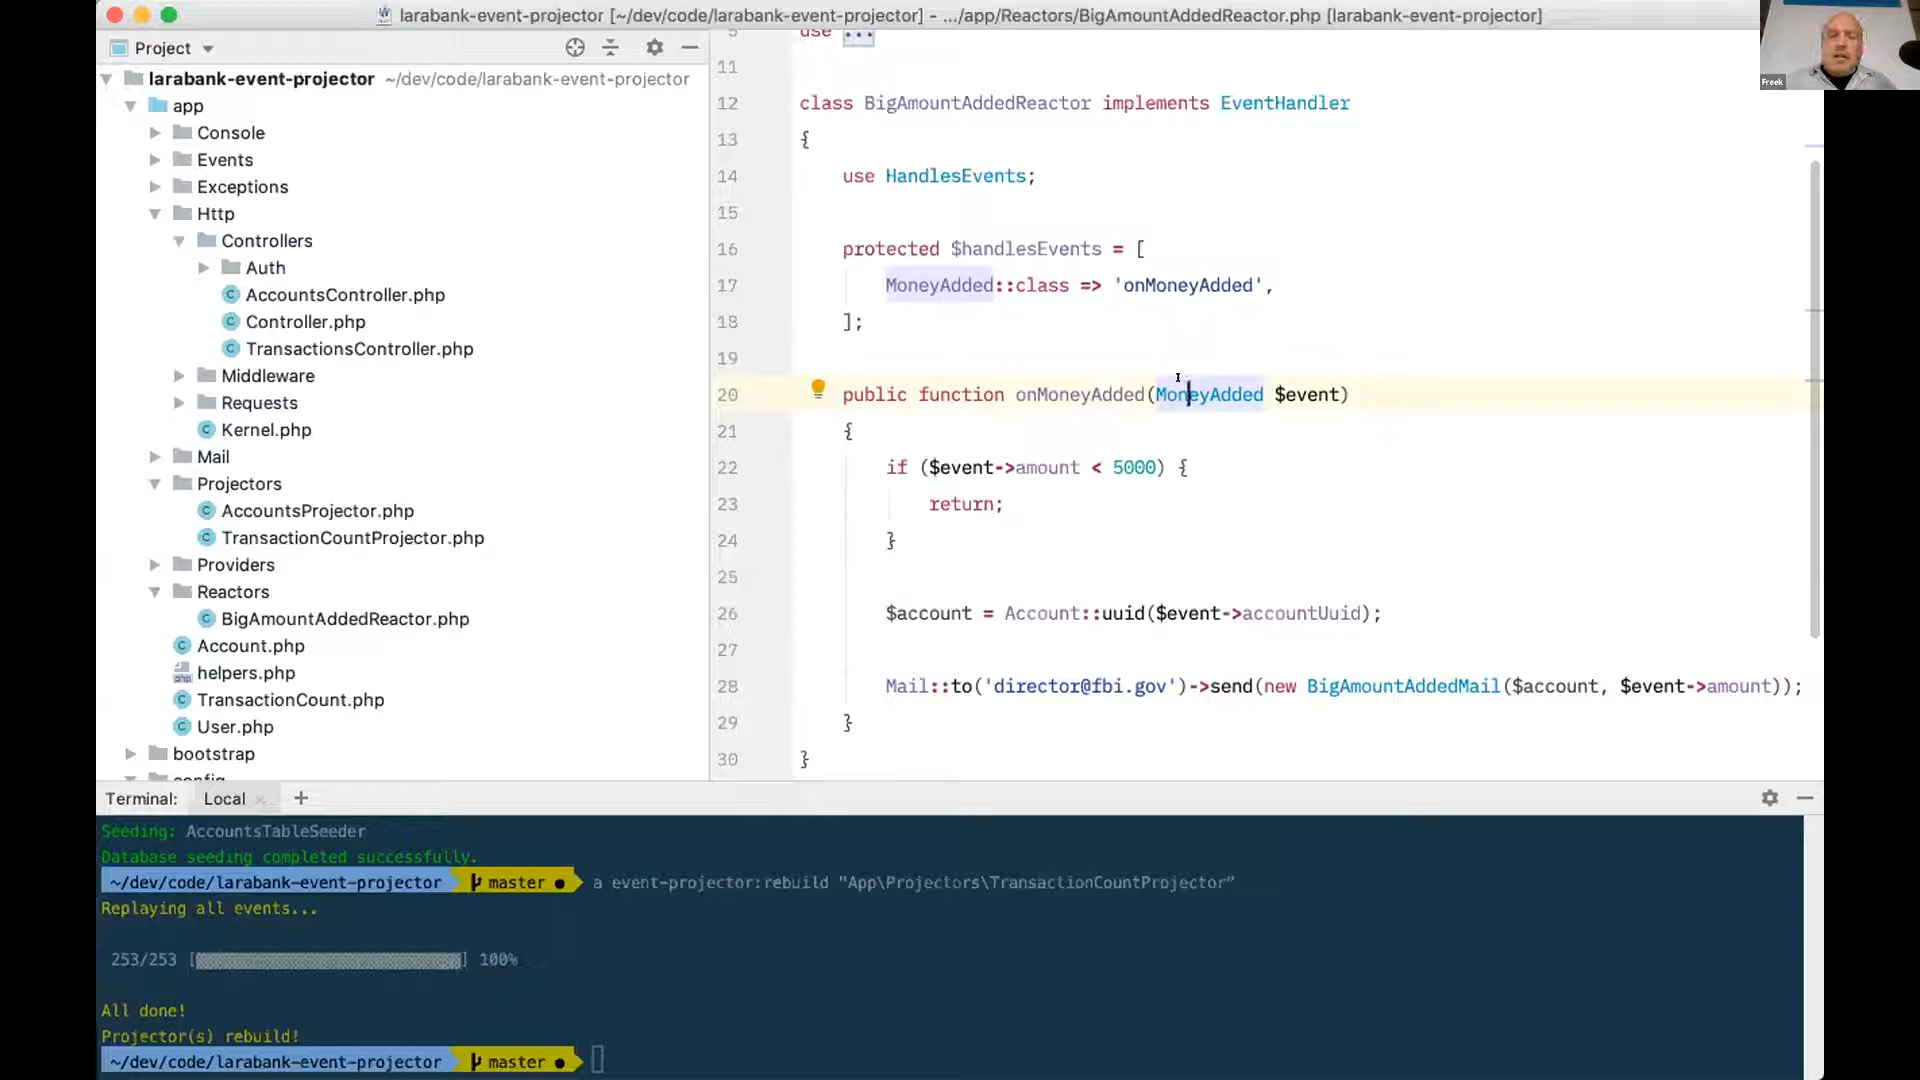 larabank-event-projector [~/dev/code/larabank-event-projector] - .../app/Reactors/BigAmountAddedReactor.php [larabank-event-projector]
Freek
Project
larabank-event-projector ~/dev/code/larabank-event-projector
app
Console
Events
Exceptions
Http
Controllers
Auth
AccountsController.php
Controller.php
TransactionsController.php
Middleware
Requests
Kernel.php
Mail
Projectors
AccountsProjector.php
TransactionCountProjector.php
Providers
Reactors
BigAmountAddedReactor.php
Account.php
helpers.php
TransactionCount.php
User.php
bootstrap
config
5 use ...
11
12 class BigAmountAddedReactor implements EventHandler
13 {
14 use HandlesEvents;
15
16 protected $handlesEvents = [
17 MoneyAdded::class => 'onMoneyAdded',
18 ];
19
20 public function onMoneyAdded(MoneyAdded $event)
21 {
22 if ($event->amount < 5000) {
23 return;
24 }
25
26 $account = Account::uuid($event->accountUuid);
27
28 Mail::to('director@fbi.gov')->send(new BigAmountAddedMail($account, $event->amount));
29 }
30 }
Terminal: Local × +
Seeding: AccountsTableSeeder
Database seeding completed successfully.
~/dev/code/larabank-event-projector master ● a event-projector:rebuild "App\Projectors\TransactionCountProjector"
Replaying all events...
253/253 [▓▓▓▓▓▓▓▓▓▓▓▓▓▓▓▓▓▓▓▓▓▓▓▓▓▓▓▓] 100%
All done!
Projector(s) rebuild!
~/dev/code/larabank-event-projector master ●